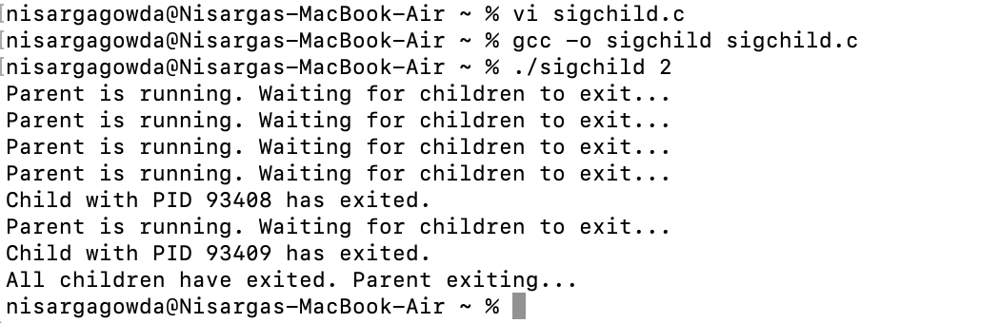 [nisargagowda@Nisargas-MacBook-Air ~ % vi sigchild.c
[nisargagowda@Nisargas-MacBook-Air ~ % gcc -o sigchild sigchild.c
[nisargagowda@Nisargas-MacBook-Air ~ % ./sigchild 2
Parent is running. Waiting for children to exit...
Parent is running. Waiting for children to exit...
Parent is running. Waiting for children to exit...
Parent is running. Waiting for children to exit...
Child with PID 93408 has exited.
Parent is running. Waiting for children to exit...
Child with PID 93409 has exited.
All children have exited. Parent exiting...
nisargagowda@Nisargas-MacBook-Air ~ %